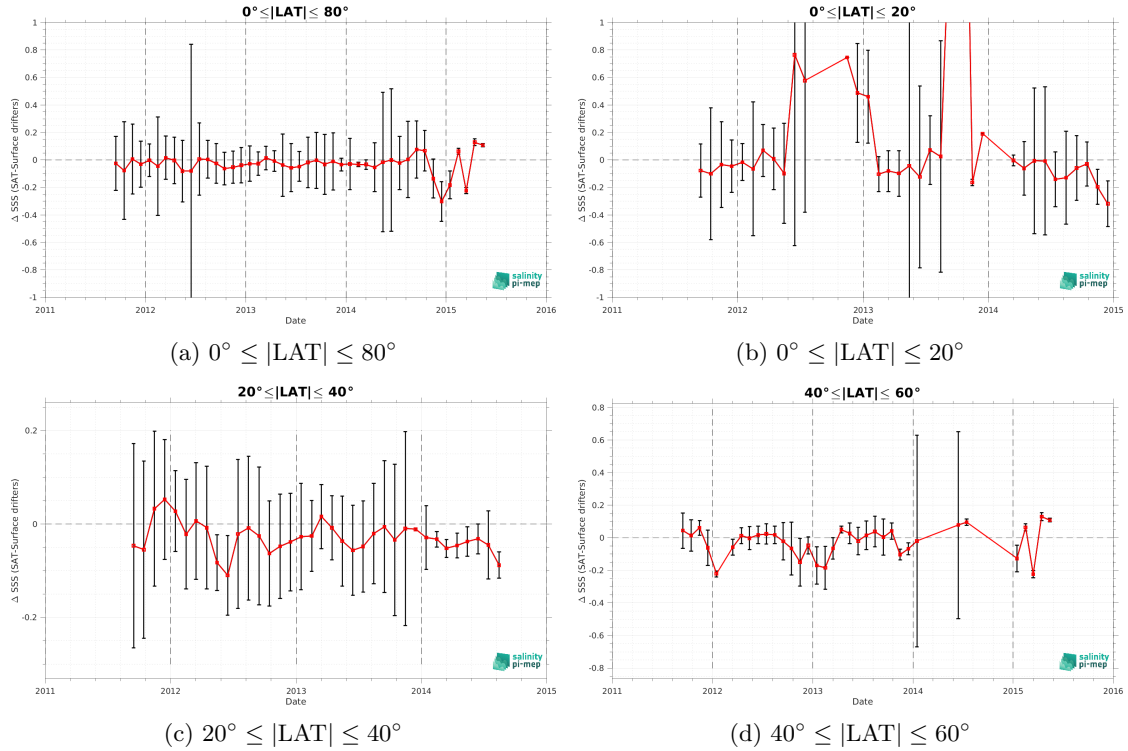 0°≤|LAT|≤ 80°
Δ SSS (SAT-Surface drifters)
1
0.8
0.6
0.4
0.2
0
-0.2
-0.4
-0.6
-0.8
-1
2011
2012
2013
2014
2015
2016
Date
salinity
pi-mep
(a) 0° ≤ |LAT| ≤ 80°
0°≤|LAT|≤ 20°
Δ SSS (SAT-Surface drifters)
1
0.8
0.6
0.4
0.2
0
-0.2
-0.4
-0.6
-0.8
-1
2011
2012
2013
2014
2015
Date
salinity
pi-mep
(b) 0° ≤ |LAT| ≤ 20°
20°≤|LAT|≤ 40°
Δ SSS (SAT-Surface drifters)
0.2
0
-0.2
2011
2012
2013
2014
2015
Date
salinity
pi-mep
(c) 20° ≤ |LAT| ≤ 40°
40°≤|LAT|≤ 60°
Δ SSS (SAT-Surface drifters)
0.8
0.6
0.4
0.2
0
-0.2
-0.4
-0.6
-0.8
2011
2012
2013
2014
2015
2016
Date
salinity
pi-mep
(d) 40° ≤ |LAT| ≤ 60°